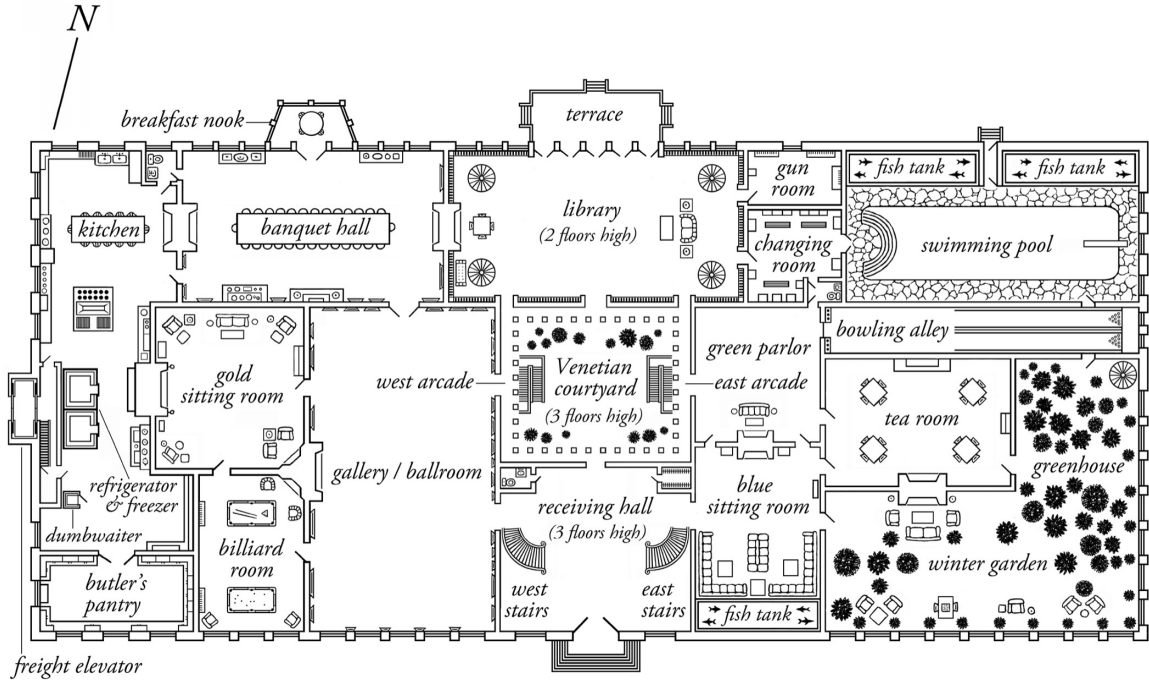 N
breakfast nook
terrace
fish tank
fish tank
gun
room
kitchen
banquet hall
library
(2 floors high)
changing
room
swimming pool
bowling alley
green parlor
gold
sitting room
west arcade
Venetian
courtyard
(3 floors high)
east arcade
tea room
greenhouse
gallery / ballroom
refrigerator
& freezer
dumbwaiter
receiving hall
(3 floors high)
blue
sitting room
billiard
room
butler's
pantry
west
stairs
east
stairs
winter garden
fish tank
freight elevator